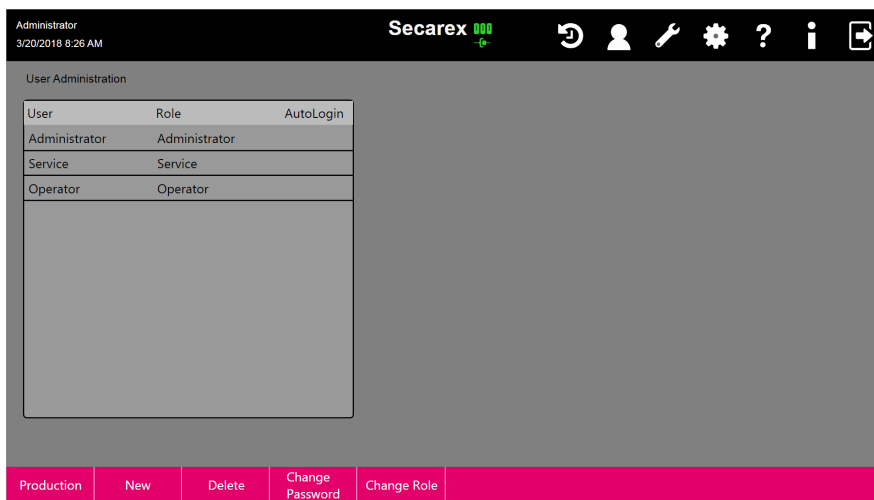 Administrator
3/20/2018 8:26 AM
Secarex
?
i
User Administration
User Role AutoLogin
Administrator Administrator
Service Service
Operator Operator
Production New Delete Change Password Change Role